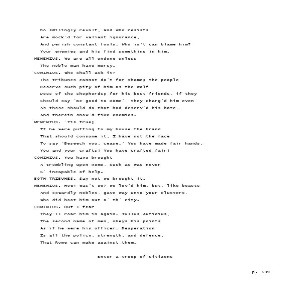 Do smilingly revolt, and who resists
Are mock'd for valiant ignorance,
And perish constant fools. Who is't can blame him?
Your enemies and his find something in him.
MENENIUS. We are all undone unless
The noble man have mercy.
COMINIUS. Who shall ask it?
The tribunes cannot do't for shame; the people
Deserve such pity of him as the wolf
Does of the shepherds; for his best friends, if they
Should say 'Be good to Rome'- they charg'd him even
As those should do that had deserv'd his hate,
And therein show'd like enemies.
MENENIUS. 'Tis true;
If he were putting to my house the brand
That should consume it, I have not the face
To say 'Beseech you, cease.' You have made fair hands,
You and your crafts! You have crafted fair!
COMINIUS. You have brought
A trembling upon Rome, such as was never
S' incapable of help.
BOTH TRIBUNES. Say not we brought it.
MENENIUS. How! Was't we? We lov'd him, but, like beasts
And cowardly nobles, gave way unto your clusters,
Who did hoot him out o' th' city.
COMINIUS. But I fear
They'll roar him in again. Tullus Aufidius,
The second name of men, obeys his points
As if he were his officer. Desperation
Is all the policy, strength, and defence,
That Rome can make against them.
Enter a troop of citizens